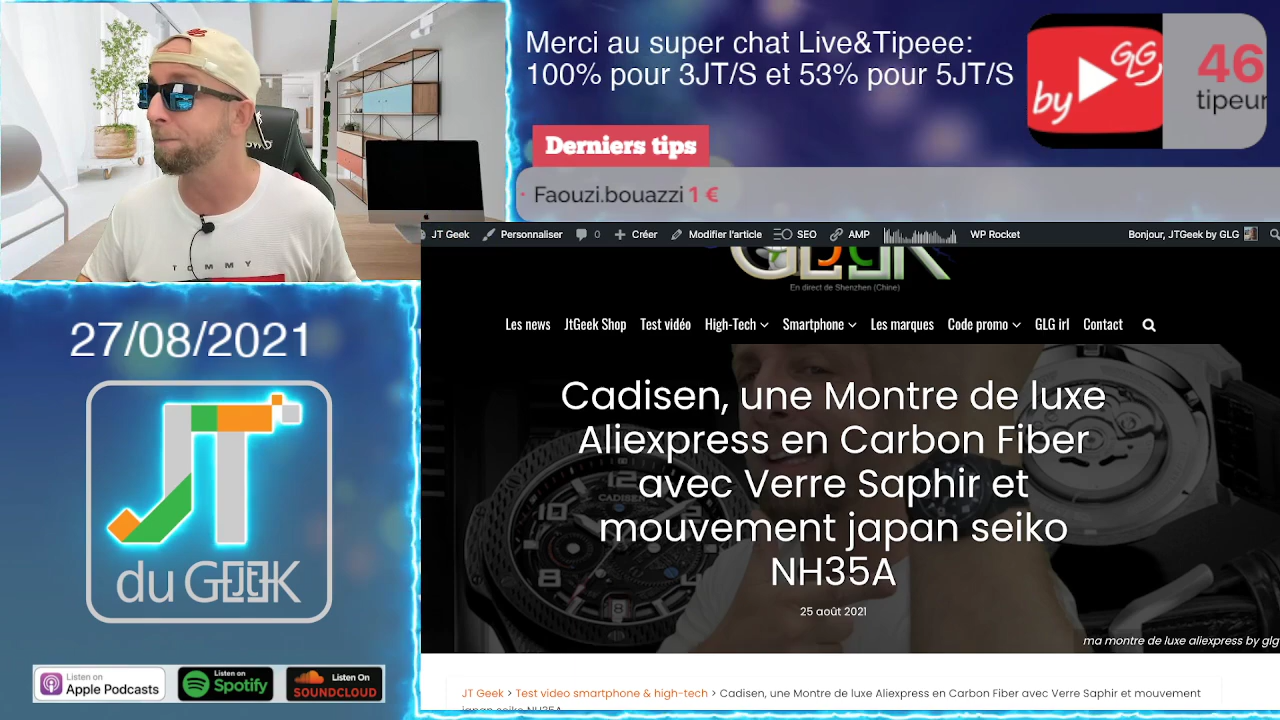 Merci au super chat Live&Tipeee:
100% pour 3JT/S et 53% pour 5JT/S
by GLG
46
tipeur
Derniers tips
Faouzi.bouazzi 1 €
TOMMY
JT Geek Personnaliser 0 Créer Modifier l'article SEO AMP WP Rocket Bonjour, JTGeek by GLG
En direct de Shenzhen (Chine)
Les news JtGeek Shop Test vidéo High-Tech Smartphone Les marques Code promo GLG irl Contact
27/08/2021
JT
du GEEK
Cadisen, une Montre de luxe
Aliexpress en Carbon Fiber
avec Verre Saphir et
mouvement japan seiko
NH35A
25 août 2021
ma montre de luxe aliexpress by glg
Listen on
Apple Podcasts
Listen on
Spotify
Listen On
SOUNDCLOUD
JT Geek > Test video smartphone & high-tech > Cadisen, une Montre de luxe Aliexpress en Carbon Fiber avec Verre Saphir et mouvement
japan seiko NH35A